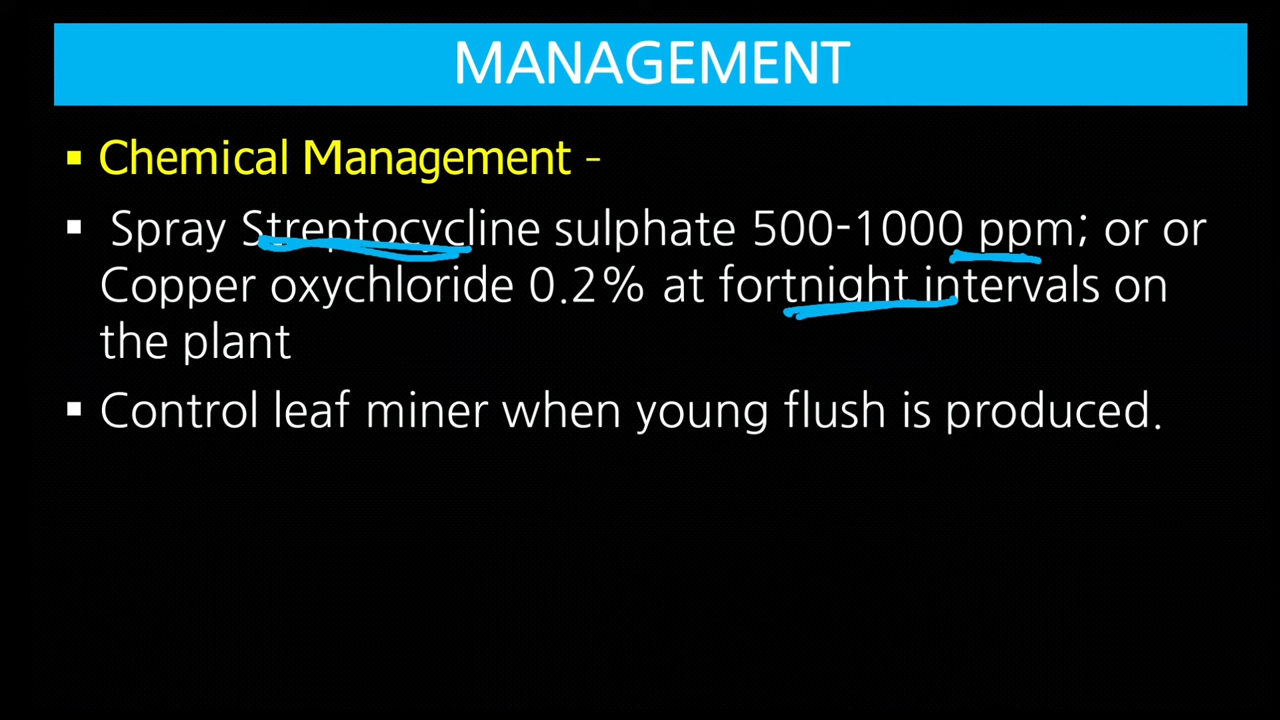 MANAGEMENT
▪ Chemical Management -
▪ Spray Streptocycline sulphate 500-1000 ppm; or or
Copper oxychloride 0.2% at fortnight intervals on
the plant
▪ Control leaf miner when young flush is produced.